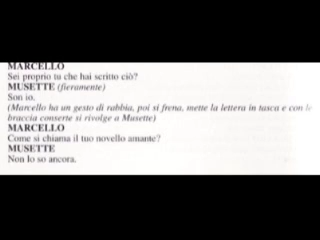 MARCELLO
Sei proprio tu che hai scritto ciò?
MUSETTE (fieramente)
Son io.
(Marcello ha un gesto di rabbia, poi si frena, mette la lettera in tasca e con le
braccia conserte si rivolge a Musette)
MARCELLO
Come si chiama il tuo novello amante?
MUSETTE
Non lo so ancora.